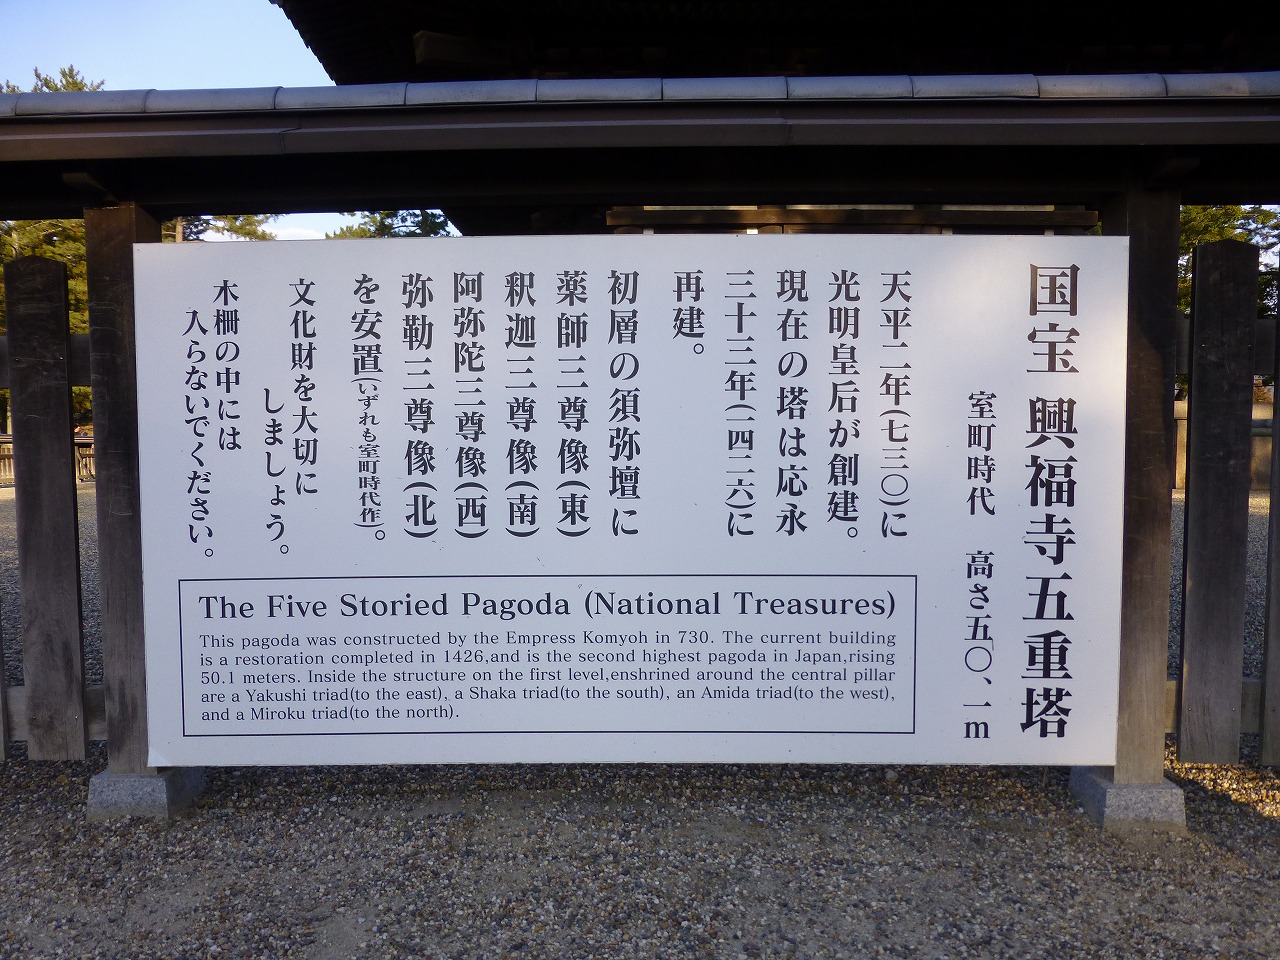 国宝 興福寺五重塔
室町時代 高さ五〇、一m
天平二年(七三〇)に
光明皇后が創建。
現在の塔は応永
三十三年(一四二六)に
再建。
初層の須弥壇に
薬師三尊像(東)
釈迦三尊像(南)
阿弥陀三尊像(西)
弥勒三尊像(北)
を安置(いずれも室町時代作)。
文化財を大切に
しましょう。
木柵の中には
入らないでください。
The Five Storied Pagoda (National Treasures)
This pagoda was constructed by the Empress Komyoh in 730. The current building
is a restoration completed in 1426,and is the second highest pagoda in Japan,rising
50.1 meters. Inside the structure on the first level,enshrined around the central pillar
are a Yakushi triad(to the east), a Shaka triad(to the south), an Amida triad(to the west),
and a Miroku triad(to the north).